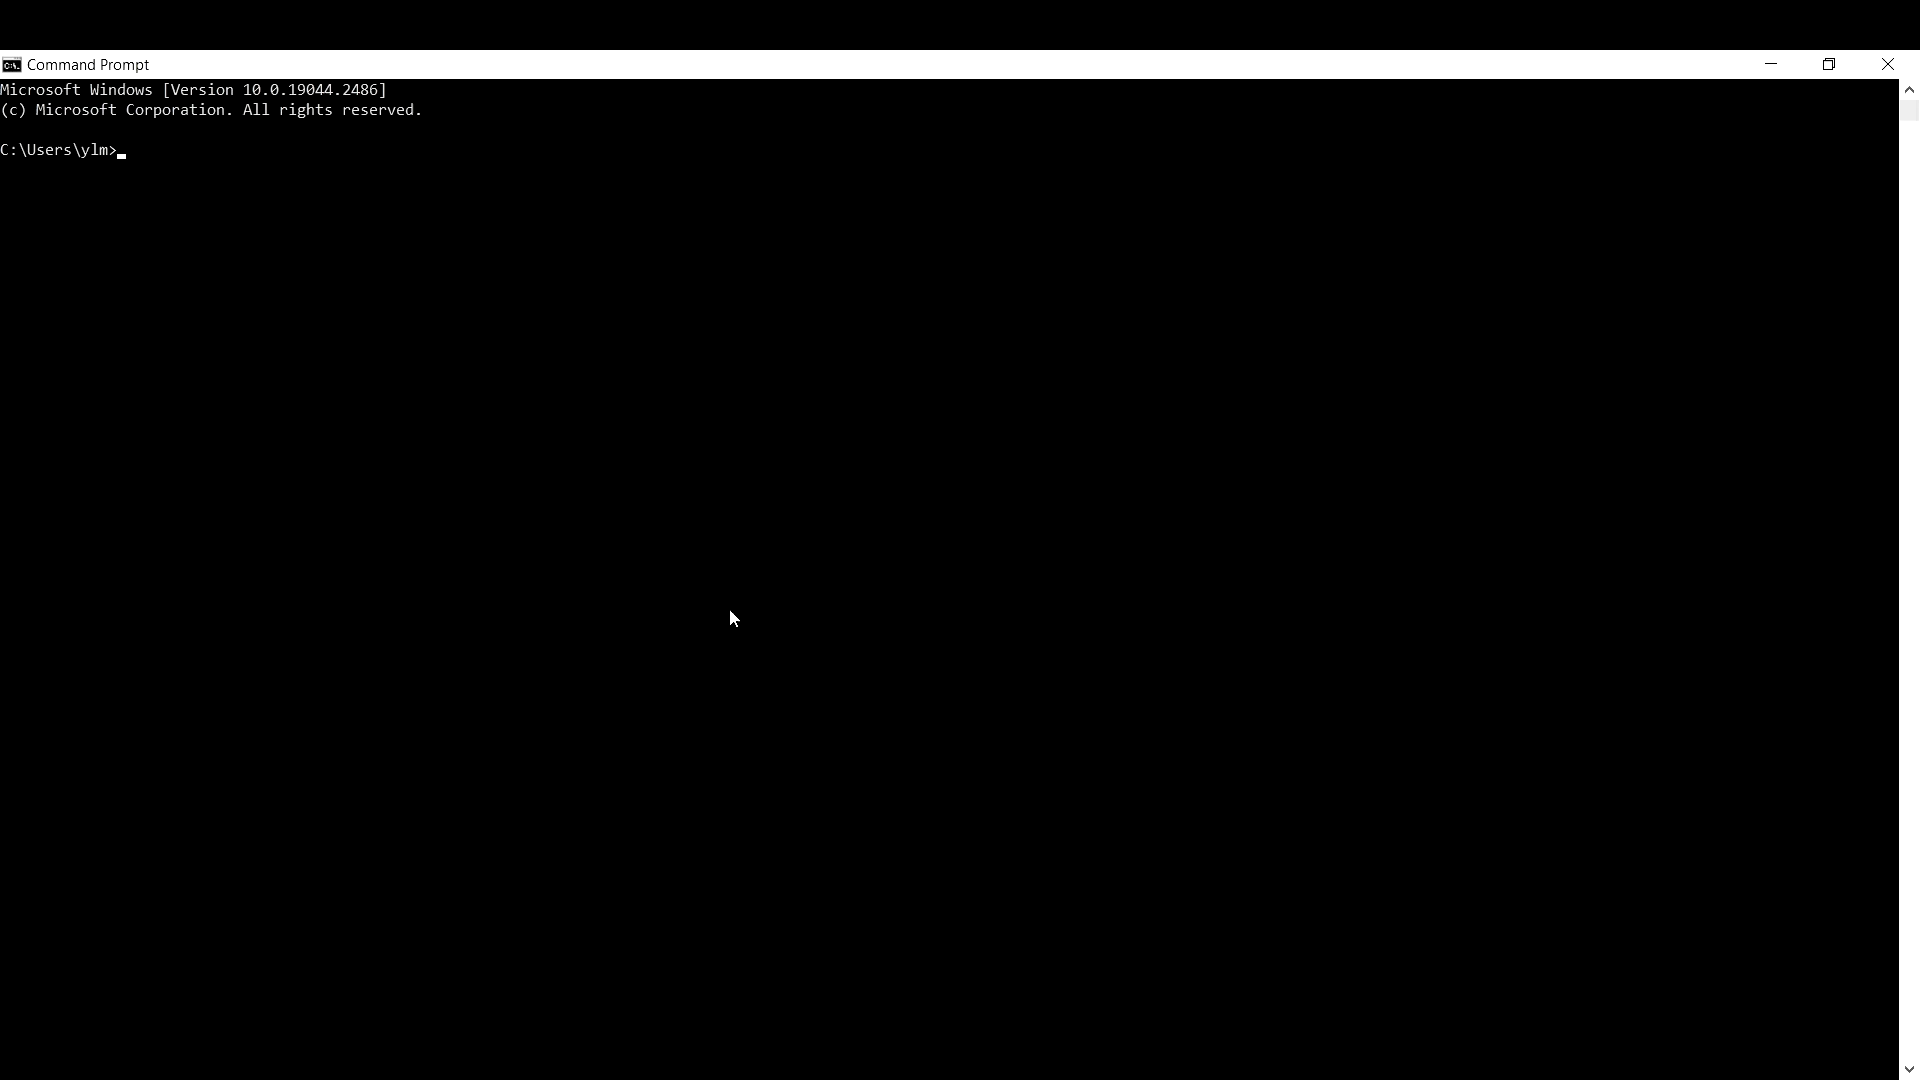 Command Prompt
Microsoft Windows [Version 10.0.19044.2486]
(c) Microsoft Corporation. All rights reserved.
C:\Users\ylm>